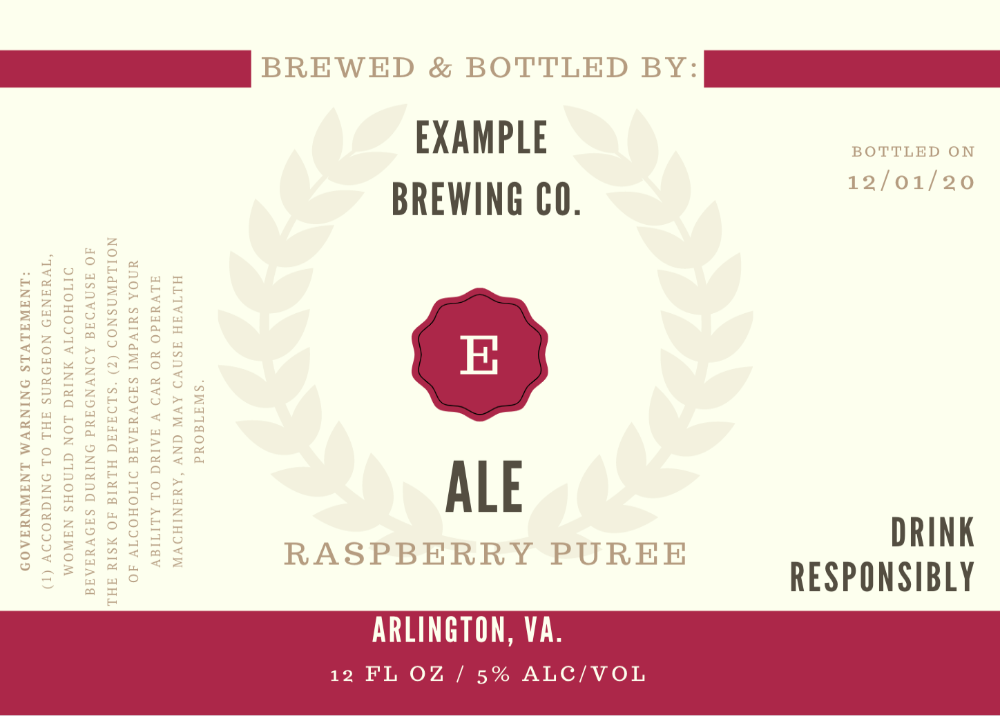 BREWED & BOTTLED BY:
EXAMPLE
BREWING CO.
BOTTLED ON
12/01/20
GOVERNMENT WARNING STATEMENT:
(1) ACCORDING TO THE SURGEON GENERAL,
WOMEN SHOULD NOT DRINK ALCOHOLIC
BEVERAGES DURING PREGNANCY BECAUSE OF
THE RISK OF BIRTH DEFECTS. (2) CONSUMPTION
OF ALCOHOLIC BEVERAGES IMPAIRS YOUR
ABILITY TO DRIVE A CAR OR OPERATE
MACHINERY, AND MAY CAUSE HEALTH
PROBLEMS.
E
ALE
RASPBERRY PUREE
DRINK
RESPONSIBLY
ARLINGTON, VA.
12 FL OZ / 5% ALC/VOL